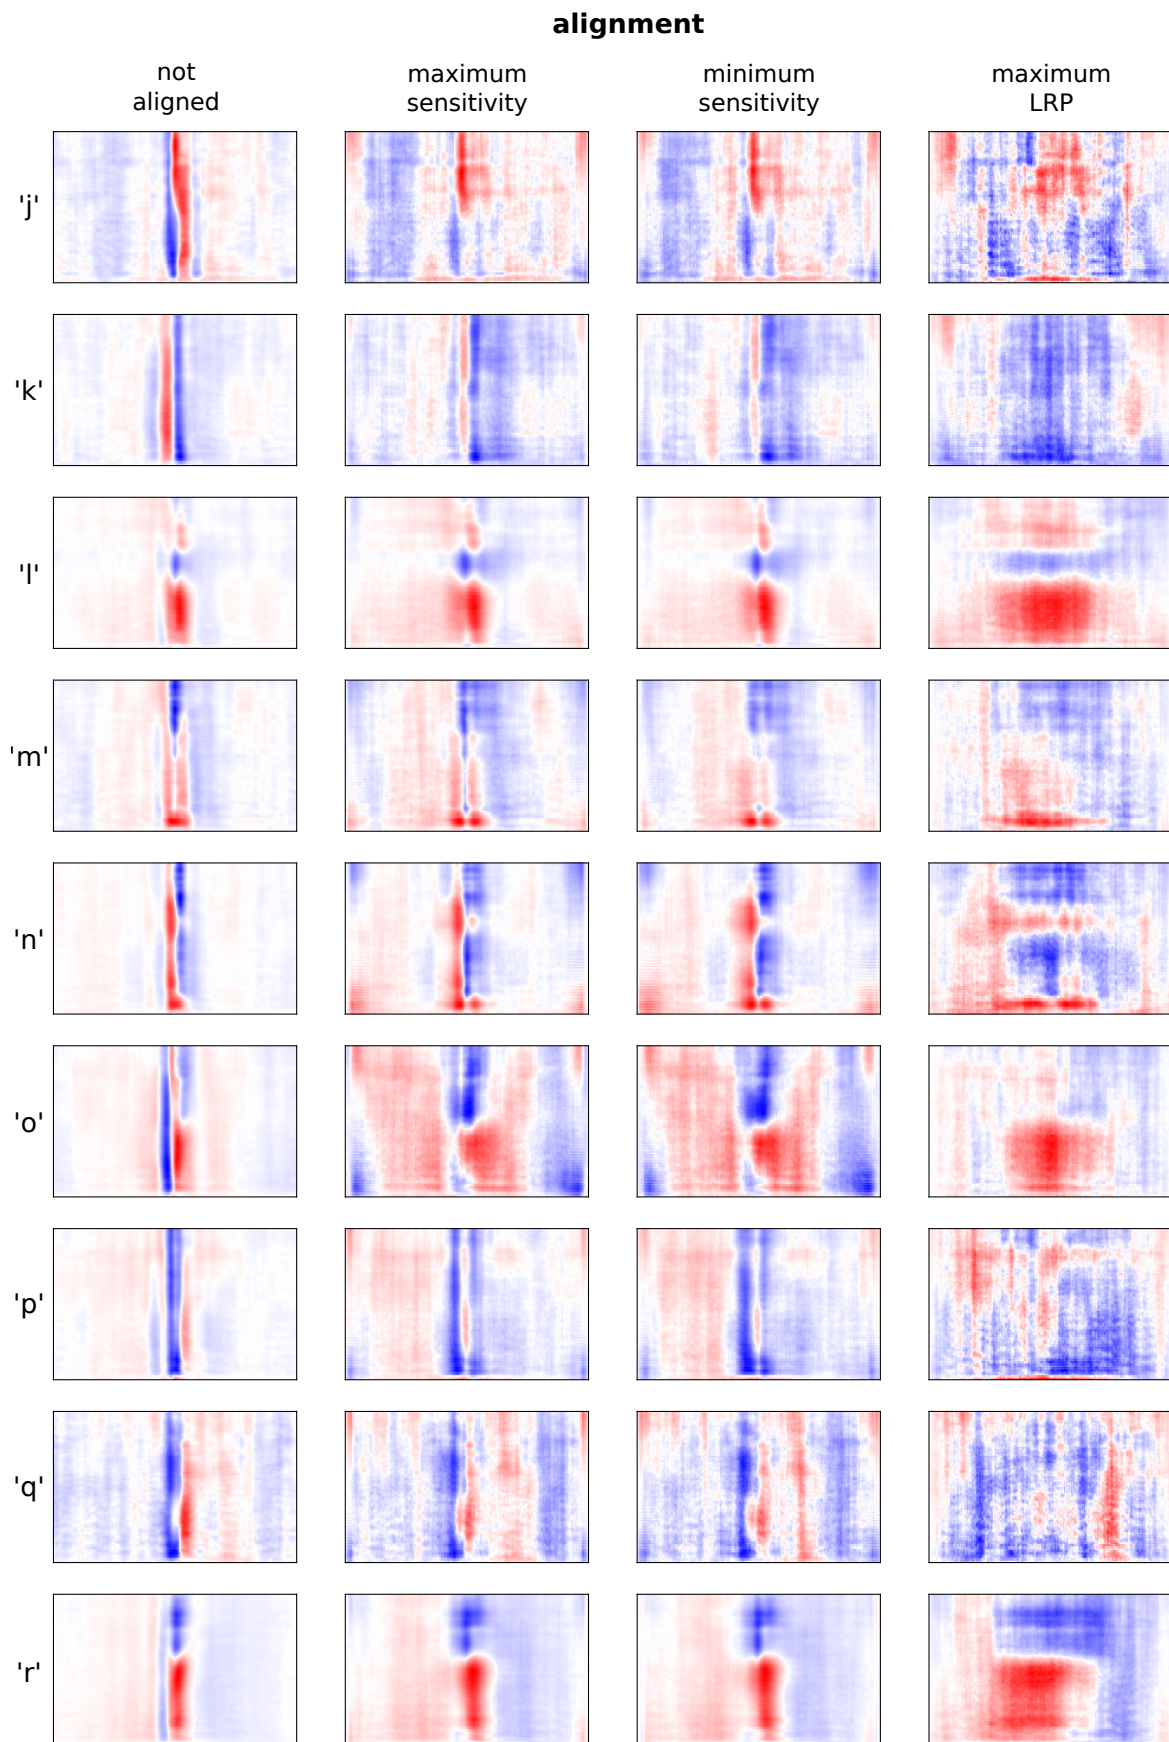 alignment
not
aligned
maximum
sensitivity
minimum
sensitivity
maximum
LRP
'j'
'k'
'l'
'm'
'n'
'o'
'p'
'q'
'r'